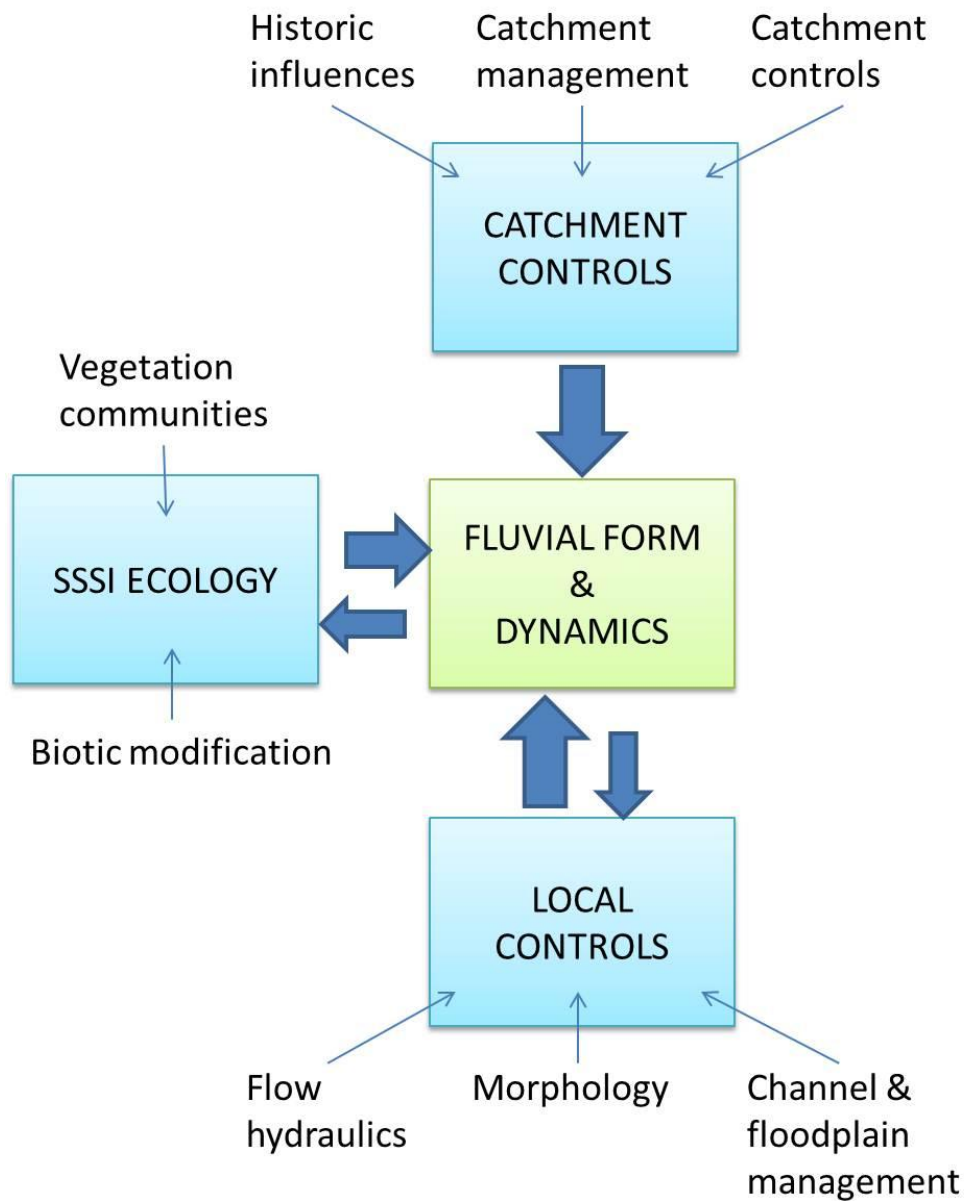 Historic
influences
Catchment
management
Catchment
controls
CATCHMENT
CONTROLS
Vegetation
communities
SSSI ECOLOGY
FLUVIAL FORM
&
DYNAMICS
Biotic modification
LOCAL
CONTROLS
Flow
hydraulics
Morphology
Channel &
floodplain
management